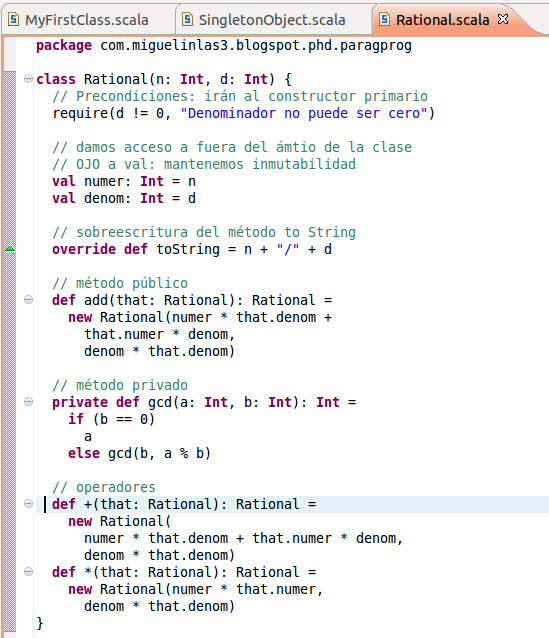 MyFirstClass.scala SingletonObject.scala Rational.scala
package com.miguelinlas3.blogspot.phd.paragprog
class Rational(n: Int, d: Int) {
// Precondiciones: irán al constructor primario
require(d != 0, "Denominador no puede ser cero")
// damos acceso a fuera del ámtio de la clase
// OJO a val: mantenemos inmutabilidad
val numer: Int = n
val denom: Int = d
// sobreescritura del método to String
override def toString = n + "/" + d
// método público
def add(that: Rational): Rational =
new Rational(numer * that.denom +
that.numer * denom,
denom * that.denom)
// método privado
private def gcd(a: Int, b: Int): Int =
if (b == 0)
a
else gcd(b, a % b)
// operadores
def +(that: Rational): Rational =
new Rational(
numer * that.denom + that.numer * denom,
denom * that.denom)
def *(that: Rational): Rational =
new Rational(numer * that.numer,
denom * that.denom)
}